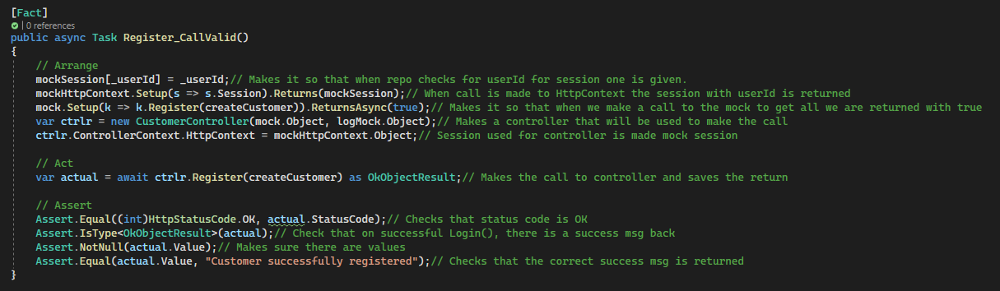 [Fact]
| 0 references
public async Task Register_CallValid()
{
// Arrange
mockSession[_userId] = _userId;// Makes it so that when repo checks for userId for session one is given.
mockHttpContext.Setup(s => s.Session).Returns(mockSession);// When call is made to HttpContext the session with userId is returned
mock.Setup(k => k.Register(createCustomer)).ReturnsAsync(true);// Makes it so that when we make a call to the mock to get all we are returned with true
var ctrlr = new CustomerController(mock.Object, logMock.Object);// Makes a controller that will be used to make the call
ctrlr.ControllerContext.HttpContext = mockHttpContext.Object;// Session used for controller is made mock session
// Act
var actual = await ctrlr.Register(createCustomer) as OkObjectResult;// Makes the call to controller and saves the return
// Assert
Assert.Equal((int)HttpStatusCode.OK, actual.StatusCode);// Checks that status code is OK
Assert.IsType<OkObjectResult>(actual);// Check that on successful Login(), there is a success msg back
Assert.NotNull(actual.Value);// Makes sure there are values
Assert.Equal(actual.Value, "Customer successfully registered");// Checks that the correct success msg is returned
}